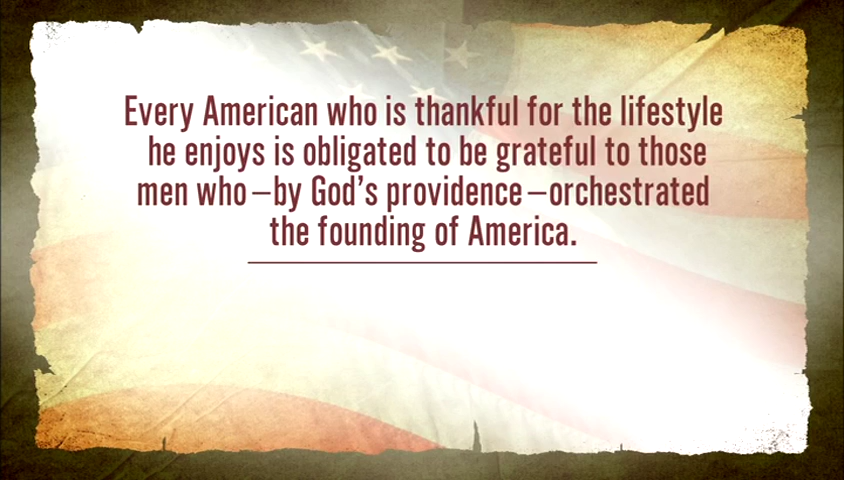 Every American who is thankful for the lifestyle
he enjoys is obligated to be grateful to those
men who –by God's providence –orchestrated
the founding of America.